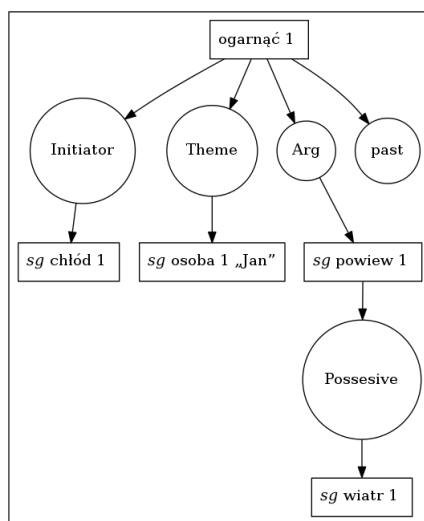 ogarnąć 1
Initiator
Theme
Arg
past
sg chłód 1
sg osoba 1 „Jan”
sg powiew 1
Possesive
sg wiatr 1